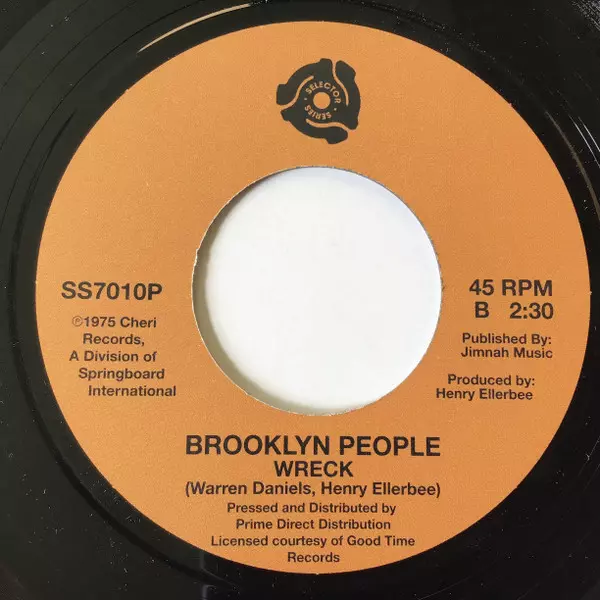 SELECTOR
SERIES
SS7010P
℗1975 Cheri
Records,
A Division of
Springboard
International
45 RPM
B 2:30
Published By:
Jimnah Music
Produced by:
Henry Ellerbee
BROOKLYN PEOPLE
WRECK
(Warren Daniels, Henry Ellerbee)
Pressed and Distributed by
Prime Direct Distribution
Licensed courtesy of Good Time
Records